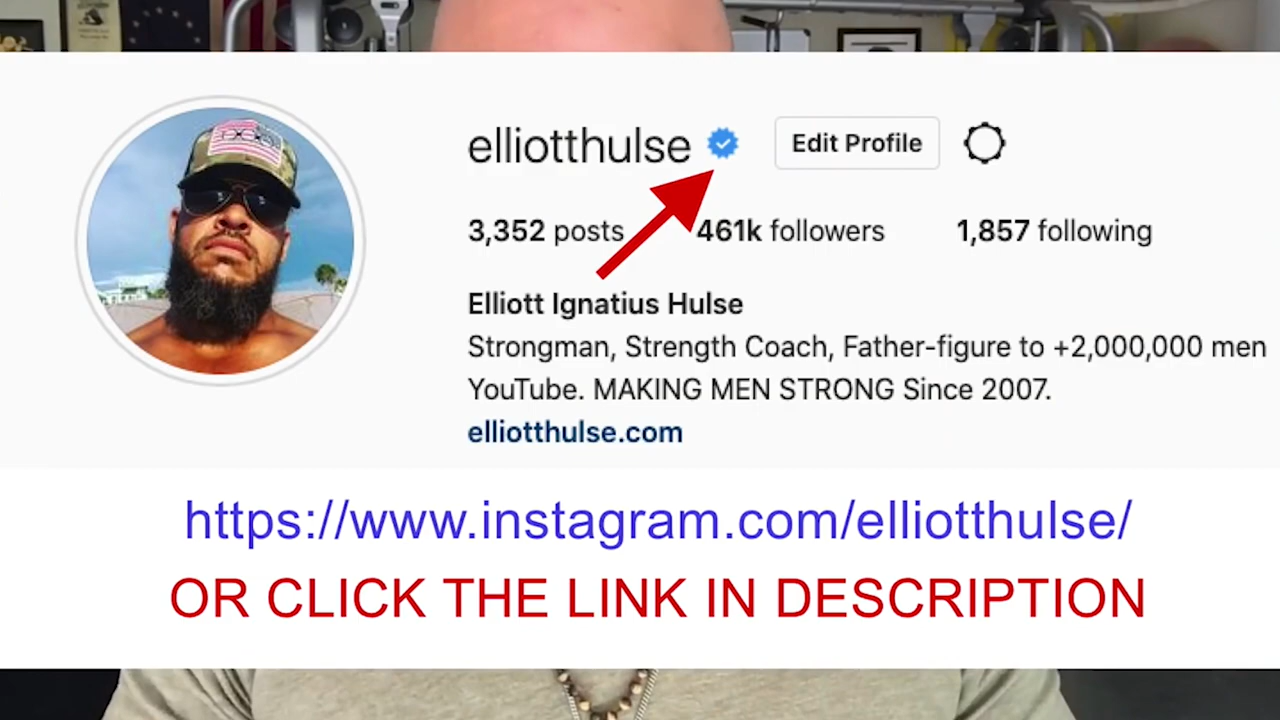 elliotthulse Edit Profile
3,352 posts 461k followers 1,857 following
Elliott Ignatius Hulse
Strongman, Strength Coach, Father-figure to +2,000,000 men
YouTube. MAKING MEN STRONG Since 2007.
elliotthulse.com
https://www.instagram.com/elliotthulse/
OR CLICK THE LINK IN DESCRIPTION